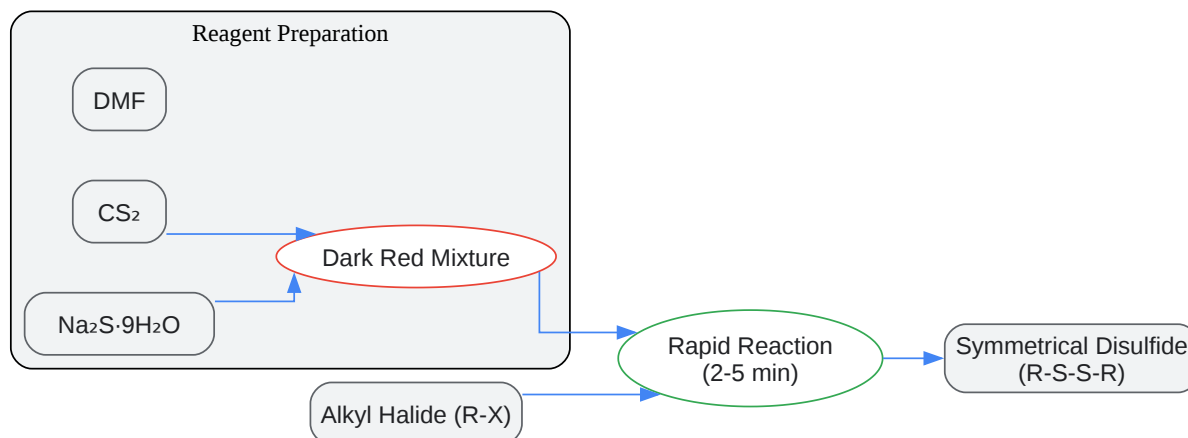 Reagent Preparation
DMF
CS₂
Dark Red Mixture
Na₂S·9H₂O
Rapid Reaction
(2-5 min)
Symmetrical Disulfide
(R-S-S-R)
Alkyl Halide (R-X)